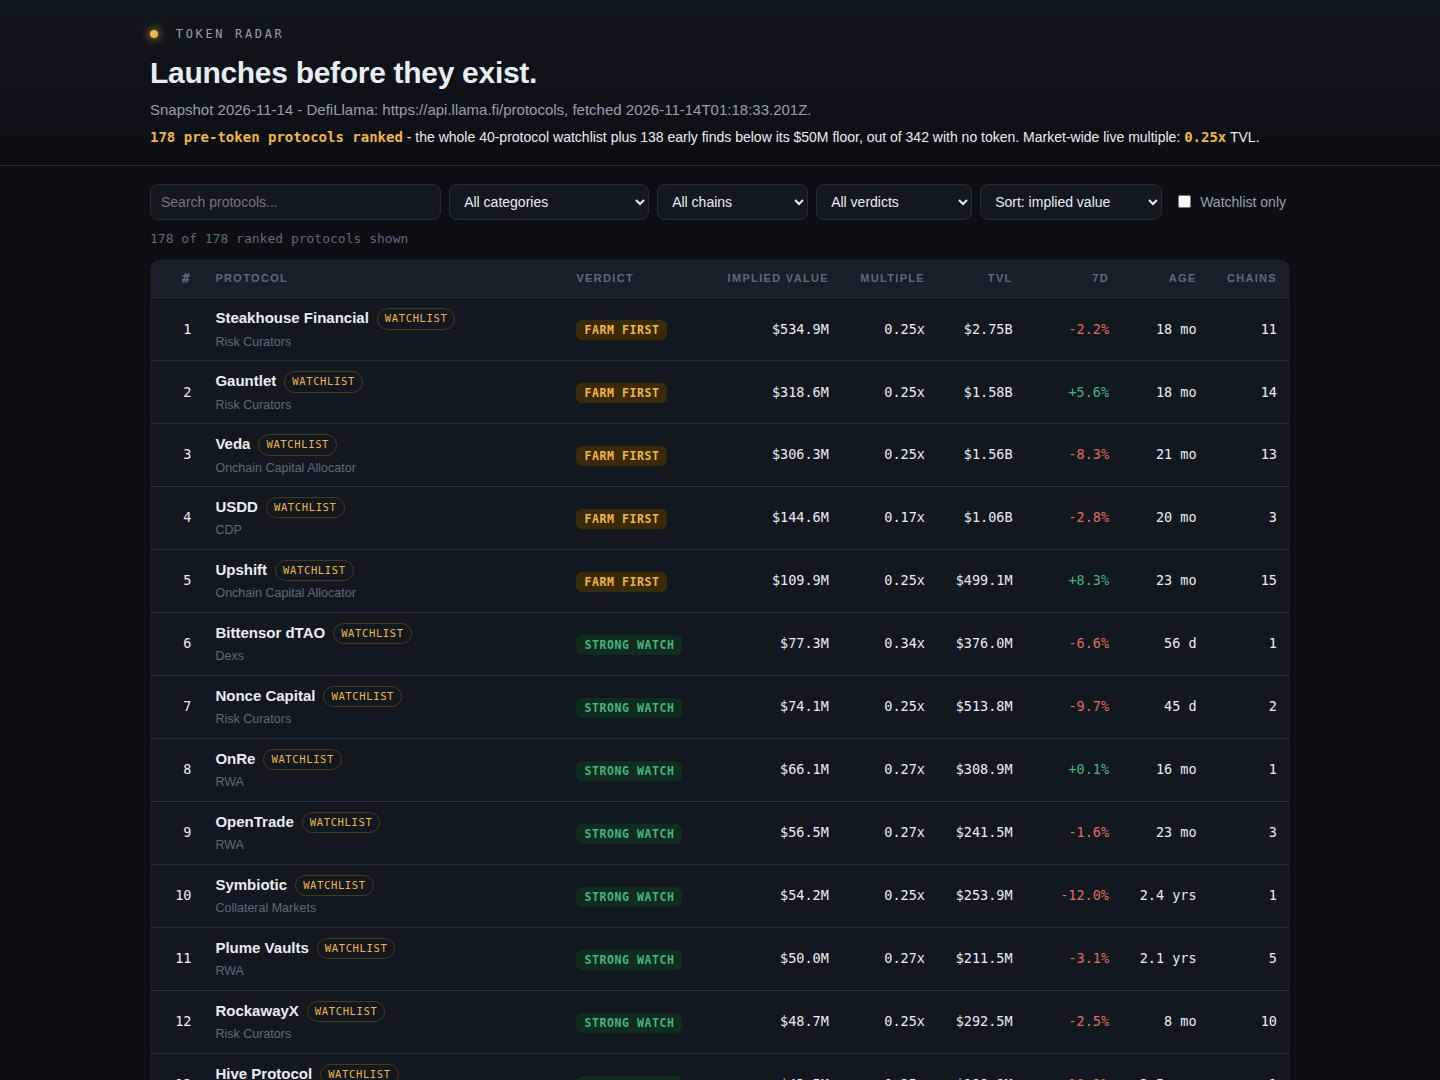 TOKEN RADAR
Launches before they exist.
Snapshot 2026-11-14 - DefiLlama: https://api.llama.fi/protocols, fetched 2026-11-14T01:18:33.201Z.
178 pre-token protocols ranked - the whole 40-protocol watchlist plus 138 early finds below its $50M floor, out of 342 with no token. Market-wide live multiple: 0.25x TVL.
Search protocols... All categories All chains All verdicts Sort: implied value Watchlist only
178 of 178 ranked protocols shown
# PROTOCOL VERDICT IMPLIED VALUE MULTIPLE TVL 7D AGE CHAINS
1 Steakhouse Financial WATCHLIST FARM FIRST $534.9M 0.25x $2.75B -2.2% 18 mo 11
Risk Curators
2 Gauntlet WATCHLIST FARM FIRST $318.6M 0.25x $1.58B +5.6% 18 mo 14
Risk Curators
3 Veda WATCHLIST FARM FIRST $306.3M 0.25x $1.56B -8.3% 21 mo 13
Onchain Capital Allocator
4 USDD WATCHLIST FARM FIRST $144.6M 0.17x $1.06B -2.8% 20 mo 3
CDP
5 Upshift WATCHLIST FARM FIRST $109.9M 0.25x $499.1M +8.3% 23 mo 15
Onchain Capital Allocator
6 Bittensor dTAO WATCHLIST STRONG WATCH $77.3M 0.34x $376.0M -6.6% 56 d 1
Dexs
7 Nonce Capital WATCHLIST STRONG WATCH $74.1M 0.25x $513.8M -9.7% 45 d 2
Risk Curators
8 OnRe WATCHLIST STRONG WATCH $66.1M 0.27x $308.9M +0.1% 16 mo 1
RWA
9 OpenTrade WATCHLIST STRONG WATCH $56.5M 0.27x $241.5M -1.6% 23 mo 3
RWA
10 Symbiotic WATCHLIST STRONG WATCH $54.2M 0.25x $253.9M -12.0% 2.4 yrs 1
Collateral Markets
11 Plume Vaults WATCHLIST STRONG WATCH $50.0M 0.27x $211.5M -3.1% 2.1 yrs 5
RWA
12 RockawayX WATCHLIST STRONG WATCH $48.7M 0.25x $292.5M -2.5% 8 mo 10
Risk Curators
Hive Protocol WATCHLIST